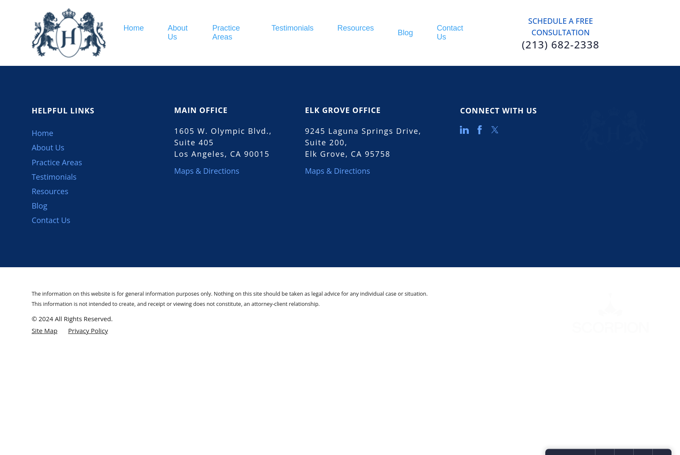 H
Home
About
Us
Practice
Areas
Testimonials
Resources
Blog
Contact
Us
SCHEDULE A FREE
CONSULTATION
(213) 682-2338
HELPFUL LINKS
Home
About Us
Practice Areas
Testimonials
Resources
Blog
Contact Us
MAIN OFFICE
1605 W. Olympic Blvd.,
Suite 405
Los Angeles, CA 90015
Maps & Directions
ELK GROVE OFFICE
9245 Laguna Springs Drive,
Suite 200,
Elk Grove, CA 95758
Maps & Directions
CONNECT WITH US
The information on this website is for general information purposes only. Nothing on this site should be taken as legal advice for any individual case or situation.
This information is not intended to create, and receipt or viewing does not constitute, an attorney-client relationship.
© 2024 All Rights Reserved.
Site Map
Privacy Policy